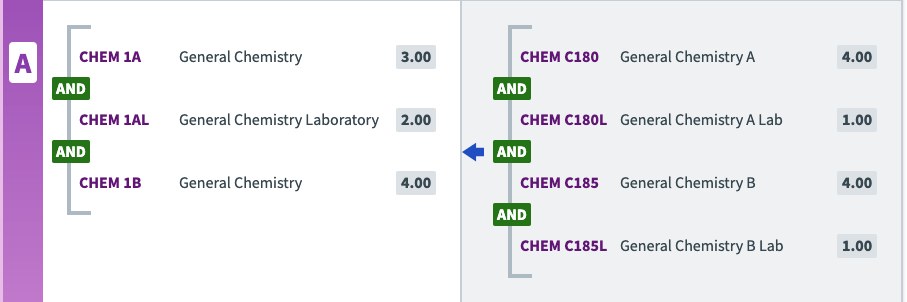 A
CHEM 1A General Chemistry 3.00
AND
CHEM 1AL General Chemistry Laboratory 2.00
AND
CHEM 1B General Chemistry 4.00
CHEM C180 General Chemistry A 4.00
AND
CHEM C180L General Chemistry A Lab 1.00
AND
CHEM C185 General Chemistry B 4.00
AND
CHEM C185L General Chemistry B Lab 1.00